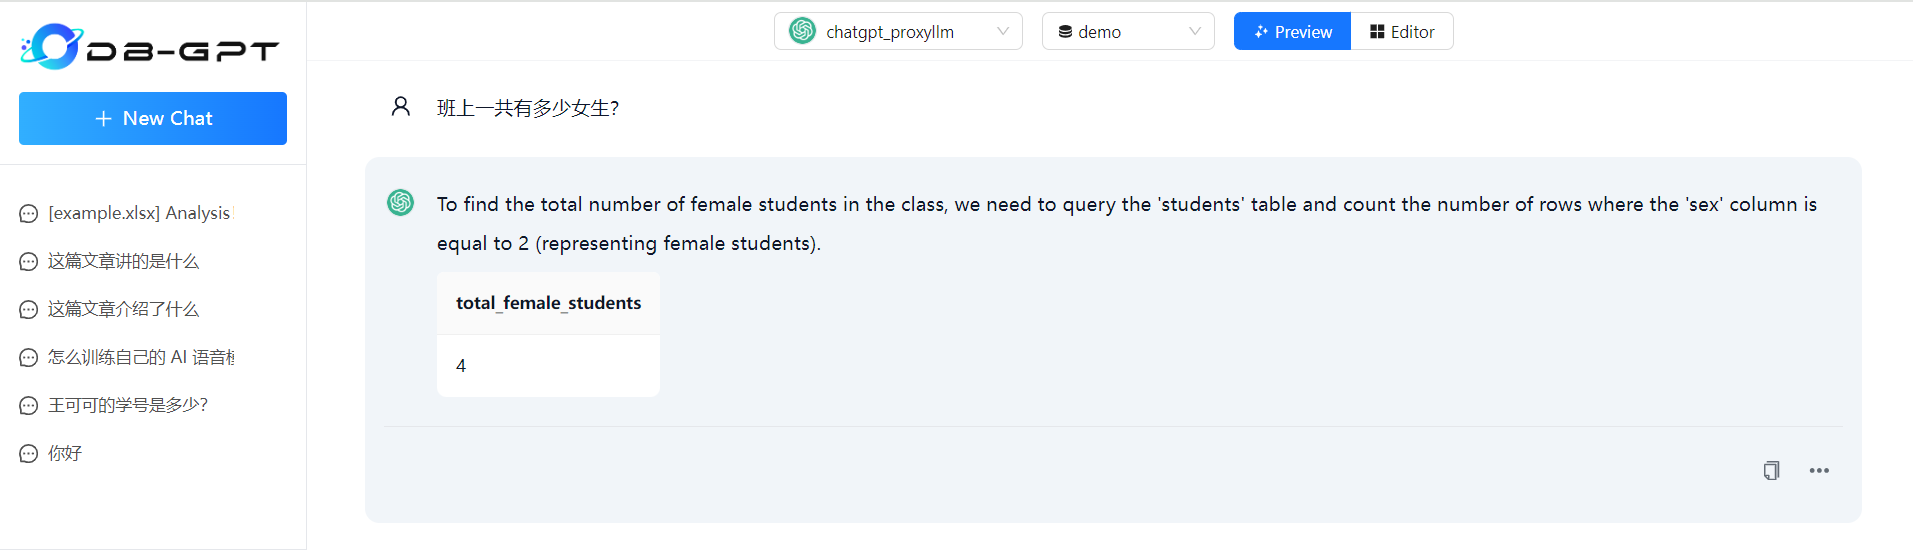 DB-GPT
New Chat
[example.xlsx] Analysis
这篇文章讲的是什么
这篇文章介绍了什么
怎么训练自己的 AI 语音
王可可的学号是多少?
你好
chatgpt_proxyllm
demo
Preview
Editor
班上一共有多少女生?
To find the total number of female students in the class, we need to query the 'students' table and count the number of rows where the 'sex' column is
equal to 2 (representing female students).
total_female_students
4